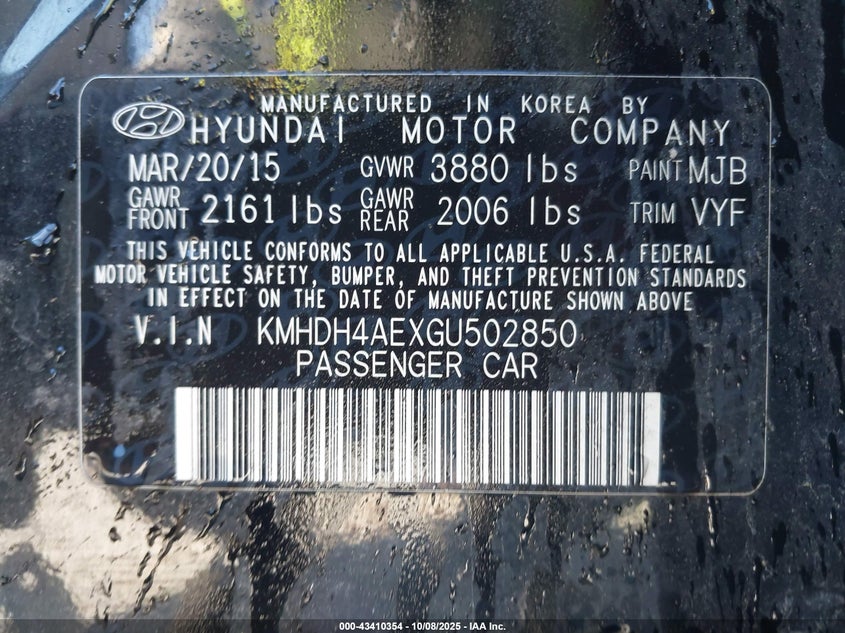 MANUFACTURED IN KOREA BY
HYUNDAI MOTOR COMPANY
MAR/20/15 GVWR 3880 lbs PAINT MJB
GAWR FRONT 2161 lbs GAWR REAR 2006 lbs TRIM VYF
THIS VEHICLE CONFORMS TO ALL APPLICABLE U.S.A. FEDERAL
MOTOR VEHICLE SAFETY, BUMPER, AND THEFT PREVENTION STANDARDS
IN EFFECT ON THE DATE OF MANUFACTURE SHOWN ABOVE
V.I.N KMHDH4AEXGU502850
PASSENGER CAR
000-43410354 - 10/08/2025 - IAA Inc.